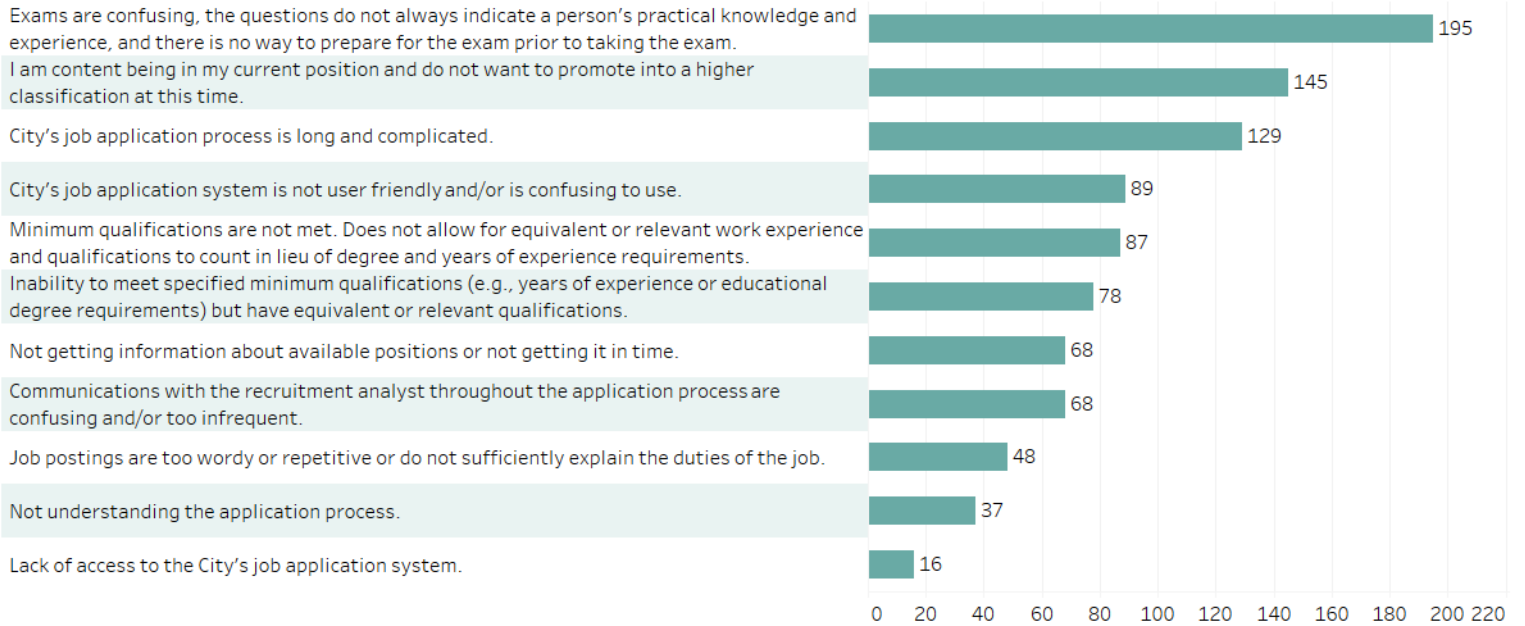 Exams are confusing, the questions do not always indicate a person's practical knowledge and
experience, and there is no way to prepare for the exam prior to taking the exam.
195
I am content being in my current position and do not want to promote into a higher
classification at this time.
145
City's job application process is long and complicated.
129
City's job application system is not user friendly and/or is confusing to use.
89
Minimum qualifications are not met. Does not allow for equivalent or relevant work experience
and qualifications to count in lieu of degree and years of experience requirements.
87
Inability to meet specified minimum qualifications (e.g., years of experience or educational
degree requirements) but have equivalent or relevant qualifications.
78
Not getting information about available positions or not getting it in time.
68
Communications with the recruitment analyst throughout the application process are
confusing and/or too infrequent.
68
Job postings are too wordy or repetitive or do not sufficiently explain the duties of the job.
48
Not understanding the application process.
37
Lack of access to the City's job application system.
16
0 20 40 60 80 100 120 140 160 180 200 220